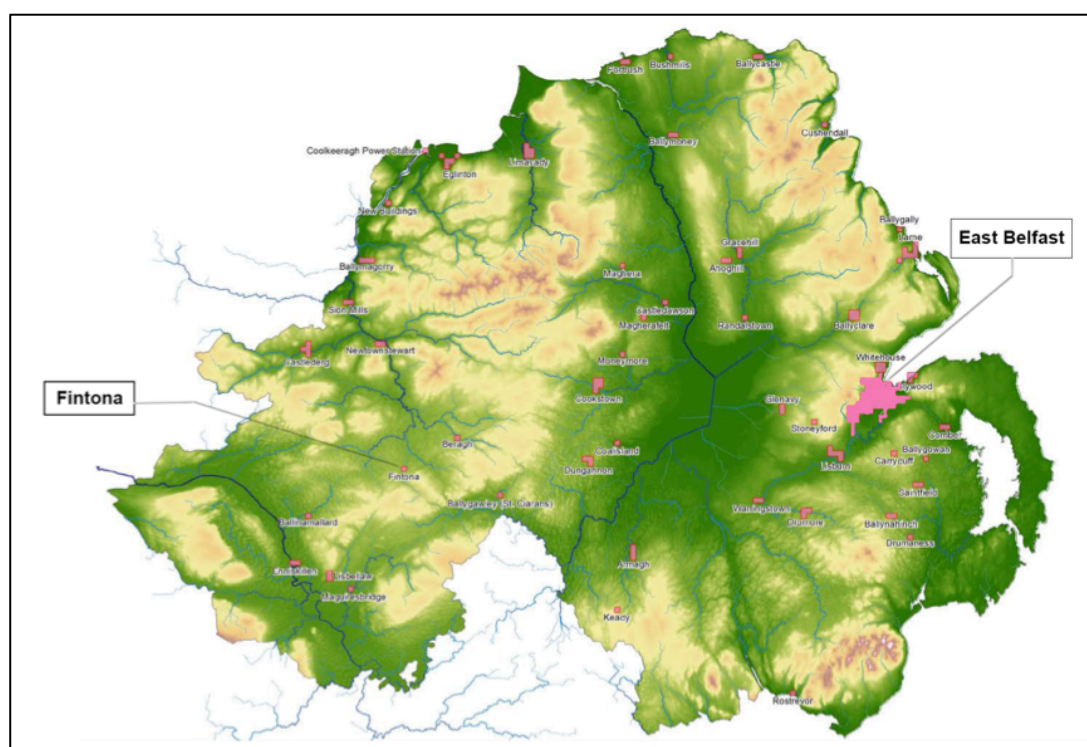 Portrush
Bushmills
Ballycastle
Cushendall
Ballymoney
Coolkeeragh Power Station
Eglinton
Limavady
New Buildings
Ballygally
Larne
East Belfast
Gracehill
Ahoghill
Ballymagorry
Maghera
Castledawson
Magherafelt
Randalstown
Ballyclare
Sion Mills
Newtownstewart
Castlederg
Moneymore
Whitehouse
Holywood
Cookstown
Glenavy
Fintona
Stoneyford
Beragh
Coalisland
Comber
Dungannon
Lisburn
Carryduff
Ballygowan
Fintona
Ballygawley (St. Ciarans)
Saintfield
Waringstown
Dromore
Ballynahinch
Ballinamallard
Drumaness
Enniskillen
Lisbellaw
Maguiresbridge
Armagh
Keady
Rostrevor